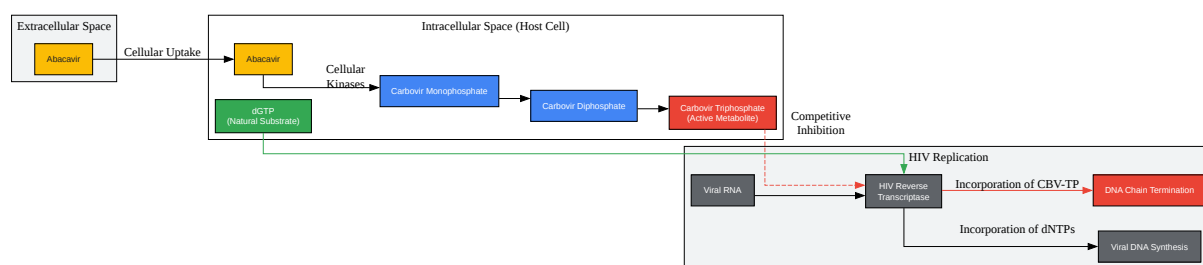 Extracellular Space
Abacavir
Cellular Uptake
Intracellular Space (Host Cell)
Abacavir
Cellular
Kinases
Carbovir Monophosphate
Carbovir Diphosphate
Carbovir Triphosphate
(Active Metabolite)
dGTP
(Natural Substrate)
Competitive
Inhibition
HIV Replication
Viral RNA
HIV Reverse
Transcriptase
Incorporation of CBV-TP
DNA Chain Termination
Incorporation of dNTPs
Viral DNA Synthesis